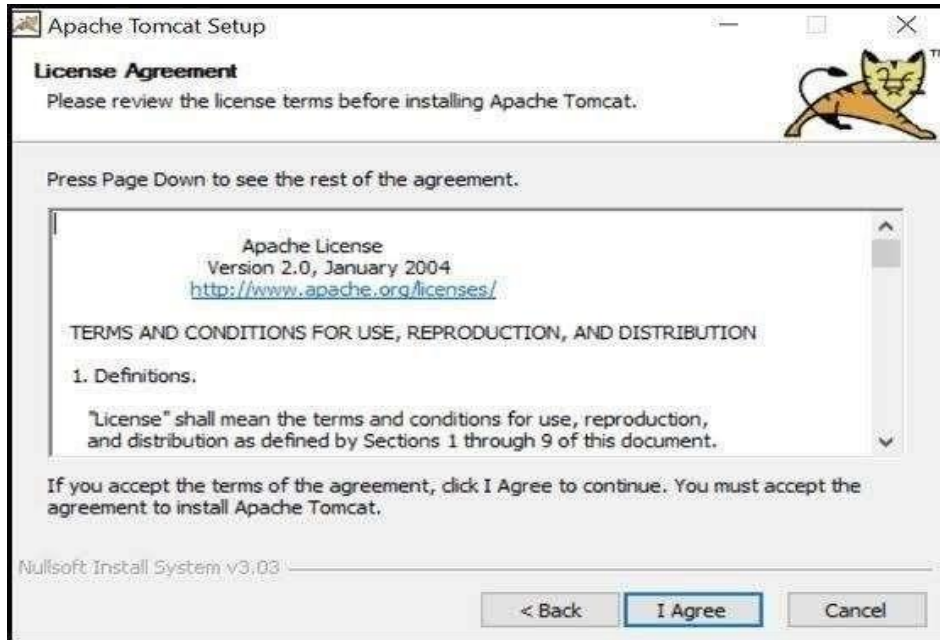 Apache Tomcat Setup
TM
License Agreement
Please review the license terms before installing Apache Tomcat.
Press Page Down to see the rest of the agreement.
Apache License
Version 2.0, January 2004
http://www.apache.org/licenses/
TERMS AND CONDITIONS FOR USE, REPRODUCTION, AND DISTRIBUTION
1. Definitions.
"License" shall mean the terms and conditions for use, reproduction,
and distribution as defined by Sections 1 through 9 of this document.
If you accept the terms of the agreement, click I Agree to continue. You must accept the
agreement to install Apache Tomcat.
Nullsoft Install System v3.03
< Back
I Agree
Cancel